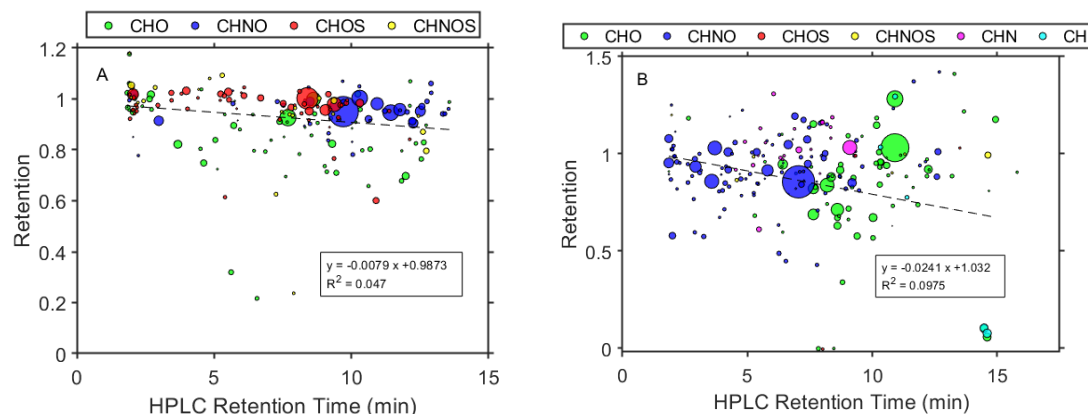 CHO CHNO CHOS CHNOS
A
1.2
1
0.8
0.6
0.4
0.2
0
Retention
y = -0.0079 x +0.9873
R² = 0.047
0 5 10 15
HPLC Retention Time (min)
CHO CHNO CHOS CHNOS CHN CH
B
1.5
1
0.5
0
Retention
y = -0.0241 x +1.032
R² = 0.0975
0 5 10 15
HPLC Retention Time (min)